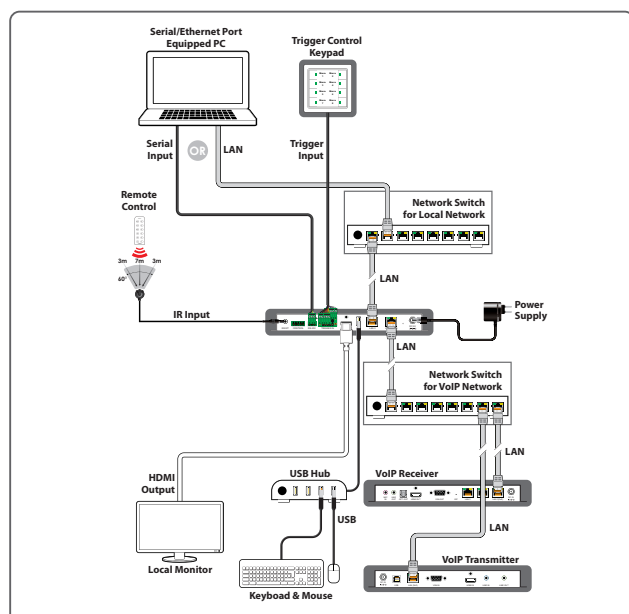 Serial/Ethernet Port
Equipped PC
Trigger Control
Keypad
Serial
Input
OR
LAN
Trigger
Input
Remote
Control
3m 7m 3m
60°
IR Input
Network Switch
for Local Network
LAN
Power
Supply
LAN
Network Switch
for VoIP Network
LAN
HDMI
Output
USB Hub
VoIP Receiver
USB
LAN
Local Monitor
Keyboad & Mouse
VoIP Transmitter